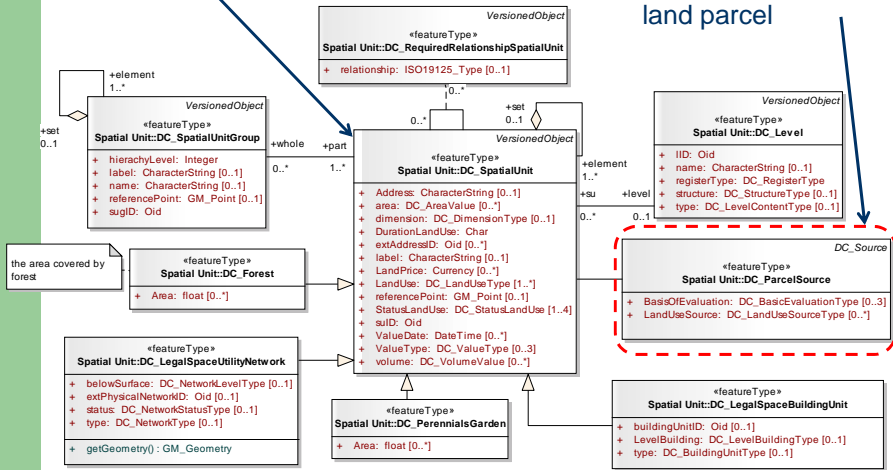 land parcel
VersionedObject
«featureType»
Spatial Unit::DC_RequiredRelationshipSpatialUnit
+ relationship: ISO19125_Type [0..1]
0..*
0..*
+set
0..1
+element
1..*
+element
1..*
+set
0..1
VersionedObject
«featureType»
Spatial Unit::DC_SpatialUnitGroup
+ hierachyLevel: Integer
+ label: CharacterString [0..1]
+ name: CharacterString [0..1]
+ referencePoint: GM_Point [0..1]
+ sugID: Oid
+whole
0..*
+part
1..*
VersionedObject
«featureType»
Spatial Unit::DC_SpatialUnit
+ Address: CharacterString [0..1]
+ area: DC_AreaValue [0..*]
+ dimension: DC_DimensionType [0..1]
+ DurationLandUse: Char
+ extAddressID: Oid [0..*]
+ label: CharacterString [0..1]
+ LandPrice: Currency [0..*]
+ LandUse: DC_LandUseType [1..*]
+ referencePoint: GM_Point [0..1]
+ StatusLandUse: DC_StatusLandUse [1..4]
+ suID: Oid
+ ValueDate: DateTime [0..*]
+ ValueType: DC_ValueType [0..3]
+ volume: DC_VolumeValue [0..*]
+su
0..*
+level
0..1
VersionedObject
«featureType»
Spatial Unit::DC_Level
+ lID: Oid
+ name: CharacterString [0..1]
+ registerType: DC_RegisterType
+ structure: DC_StructureType [0..1]
+ type: DC_LevelContentType [0..1]
DC_Source
«featureType»
Spatial Unit::DC_ParcelSource
+ BasisOfEvaluation: DC_BasicEvaluationType [0..3]
+ LandUseSource: DC_LandUseSourceType [0..*]
the area covered by
forest
«featureType»
Spatial Unit::DC_Forest
+ Area: float [0..*]
«featureType»
Spatial Unit::DC_LegalSpaceUtilityNetwork
+ belowSurface: DC_NetworkLevelType [0..1]
+ extPhysicalNetworkID: Oid [0..1]
+ status: DC_NetworkStatusType [0..1]
+ type: DC_NetworkType [0..1]
+ getGeometry() : GM_Geometry
«featureType»
Spatial Unit::DC_PerennialsGarden
+ Area: float [0..*]
«featureType»
Spatial Unit::DC_LegalSpaceBuildingUnit
+ buildingUnitID: Oid [0..1]
+ LevelBuilding: DC_LevelBuildingType [0..1]
+ type: DC_BuildingUnitType [0..1]